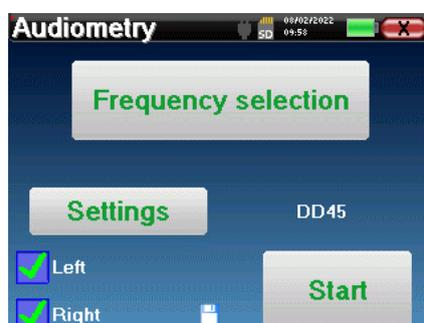 Audiometry SD 08/02/2022
09:58
Frequency selection
Settings DD45
Left
Start
Right